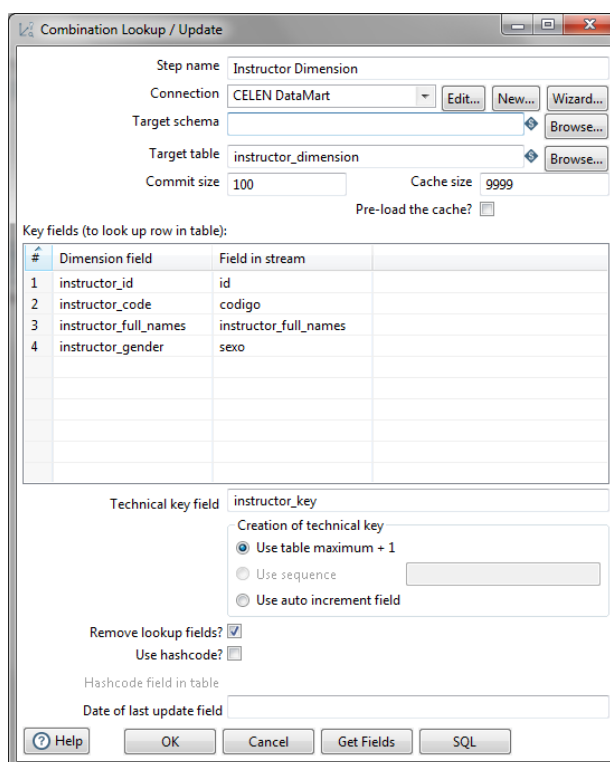 Combination Lookup / Update
Step name Instructor Dimension
Connection CELEN DataMart Edit... New... Wizard...
Target schema Browse...
Target table instructor_dimension Browse...
Commit size 100 Cache size 9999
Pre-load the cache?
Key fields (to look up row in table):
# Dimension field Field in stream
1 instructor_id id
2 instructor_code codigo
3 instructor_full_names instructor_full_names
4 instructor_gender sexo
Technical key field instructor_key
Creation of technical key
Use table maximum + 1
Use sequence
Use auto increment field
Remove lookup fields?
Use hashcode?
Hashcode field in table
Date of last update field
Help OK Cancel Get Fields SQL